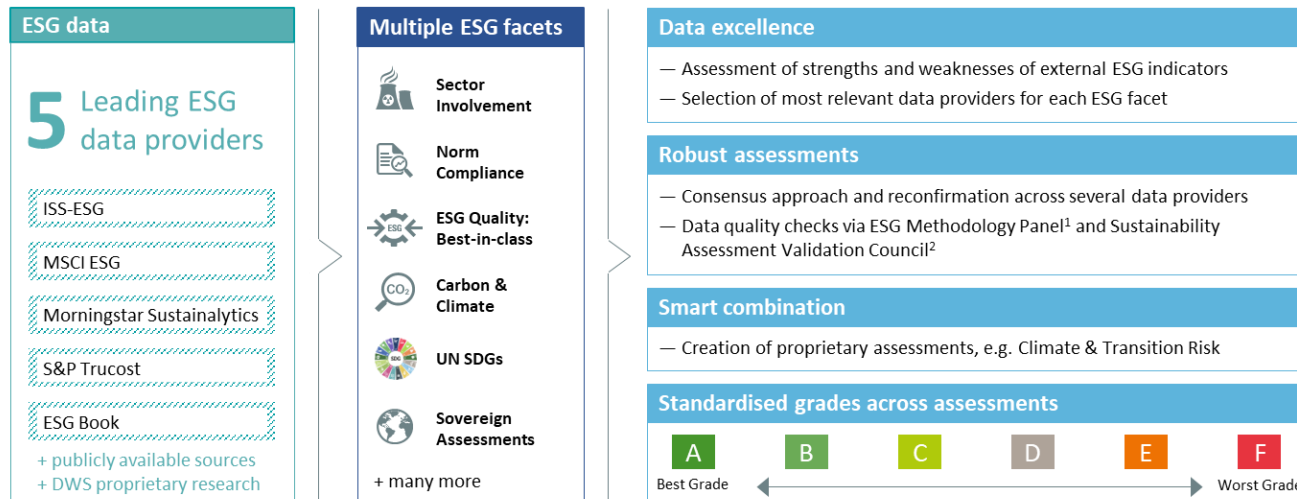 ESG data
5 Leading ESG
data providers
ISS-ESG
MSCI ESG
Morningstar Sustainalytics
S&P Trucost
ESG Book
+ publicly available sources
+ DWS proprietary research
Multiple ESG facets
Sector
Involvement
Norm
Compliance
ESG
ESG Quality:
Best-in-class
CO₂
Carbon &
Climate
SDG
UN SDGs
Sovereign
Assessments
+ many more
Data excellence
— Assessment of strengths and weaknesses of external ESG indicators
— Selection of most relevant data providers for each ESG facet
Robust assessments
— Consensus approach and reconfirmation across several data providers
— Data quality checks via ESG Methodology Panel¹ and Sustainability
Assessment Validation Council²
Smart combination
— Creation of proprietary assessments, e.g. Climate & Transition Risk
Standardised grades across assessments
A B C D E F
Best Grade Worst Grade